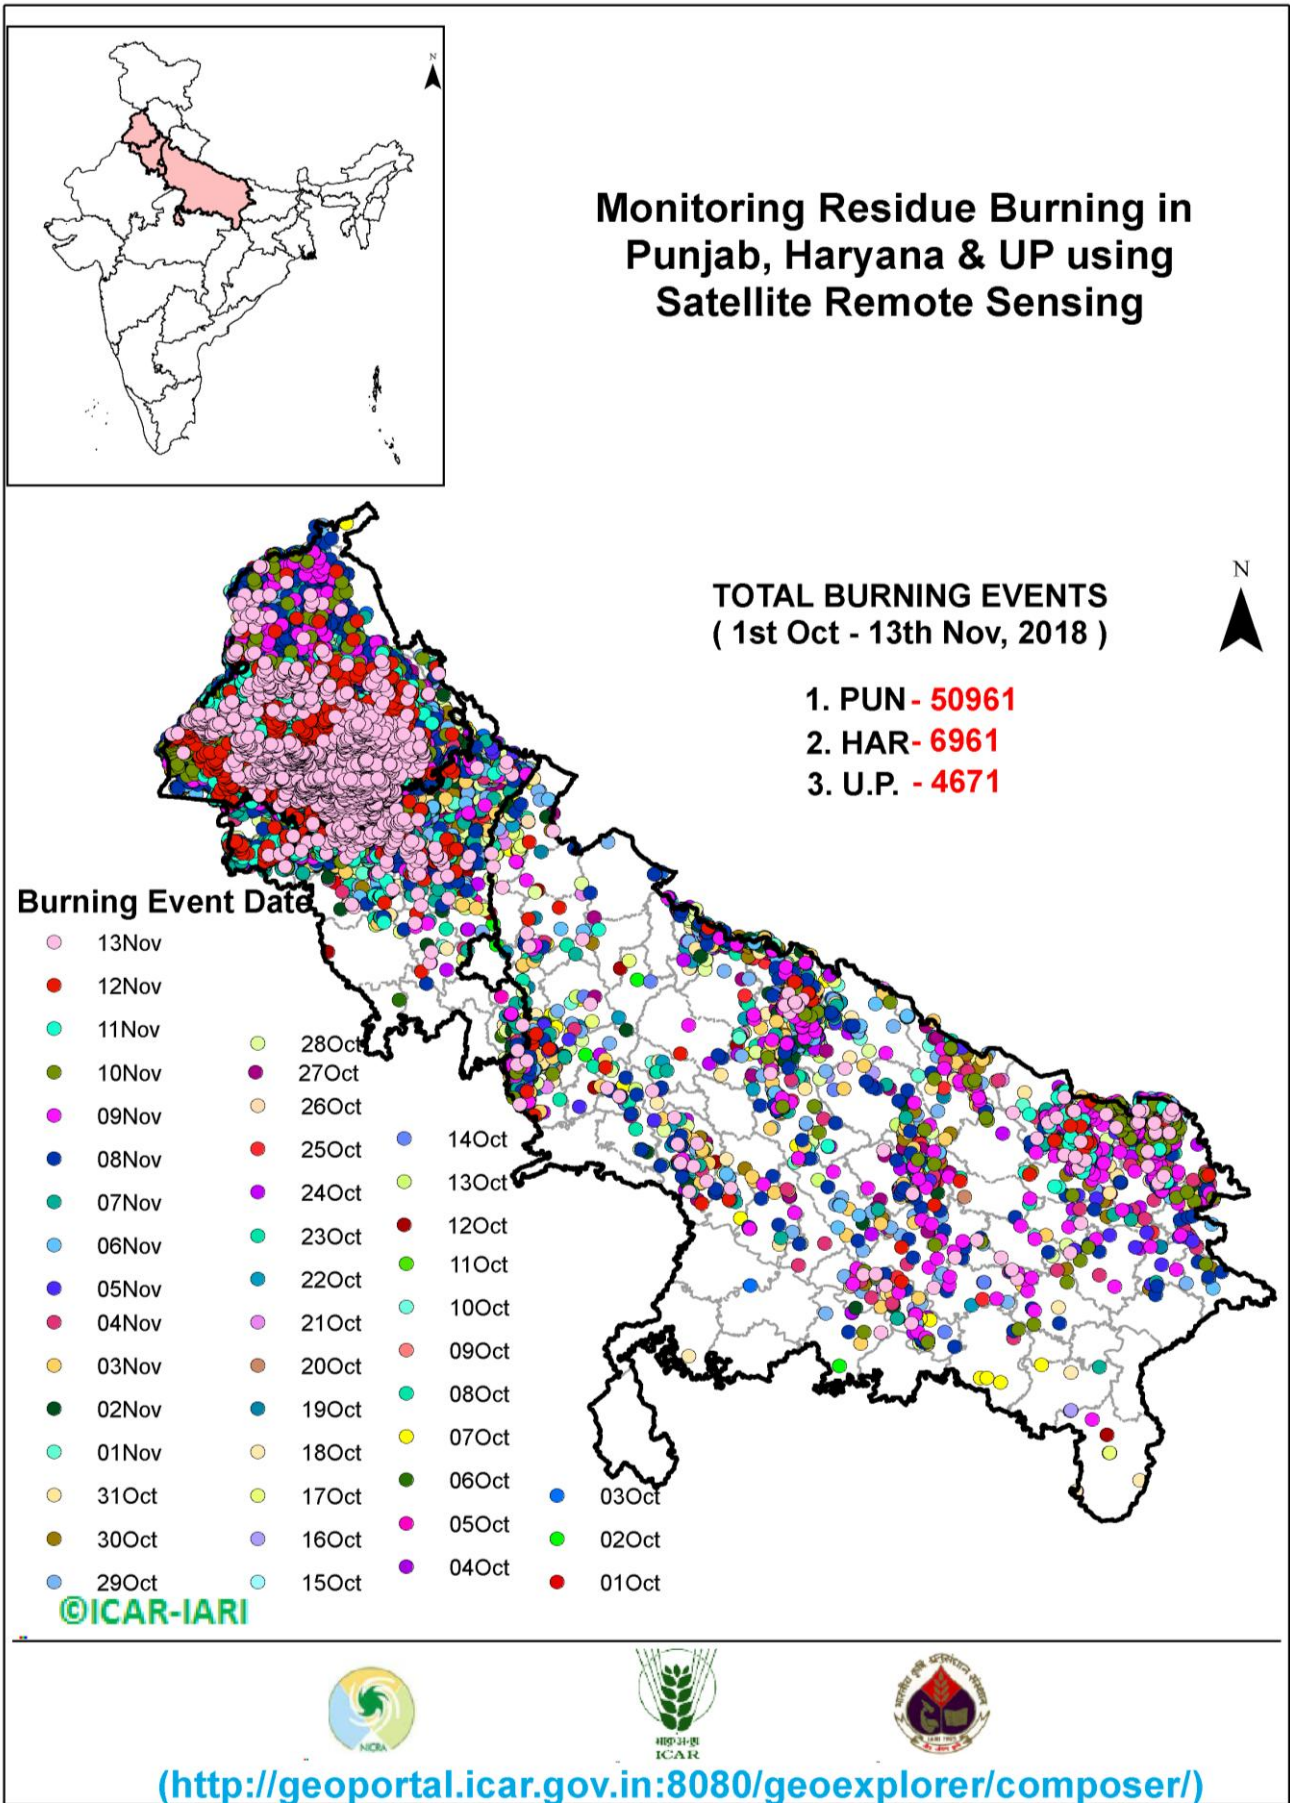 N
Monitoring Residue Burning in
Punjab, Haryana & UP using
Satellite Remote Sensing
N
TOTAL BURNING EVENTS
( 1st Oct - 13th Nov, 2018 )
1. PUN - 50961
2. HAR- 6961
3. U.P. - 4671
Burning Event Date
13Nov
12Nov
11Nov
10Nov
09Nov
08Nov
07Nov
06Nov
05Nov
04Nov
03Nov
02Nov
01Nov
31Oct
30Oct
29Oct
28Oct
27Oct
26Oct
25Oct
24Oct
23Oct
22Oct
21Oct
20Oct
19Oct
18Oct
17Oct
16Oct
15Oct
14Oct
13Oct
12Oct
11Oct
10Oct
09Oct
08Oct
07Oct
06Oct
05Oct
04Oct
03Oct
02Oct
01Oct
©ICAR-IARI
NICRA
भाकृअनुप
ICAR
भारतीय कृषि अनुसंधान संस्थान
(http://geoportal.icar.gov.in:8080/geoexplorer/composer/)